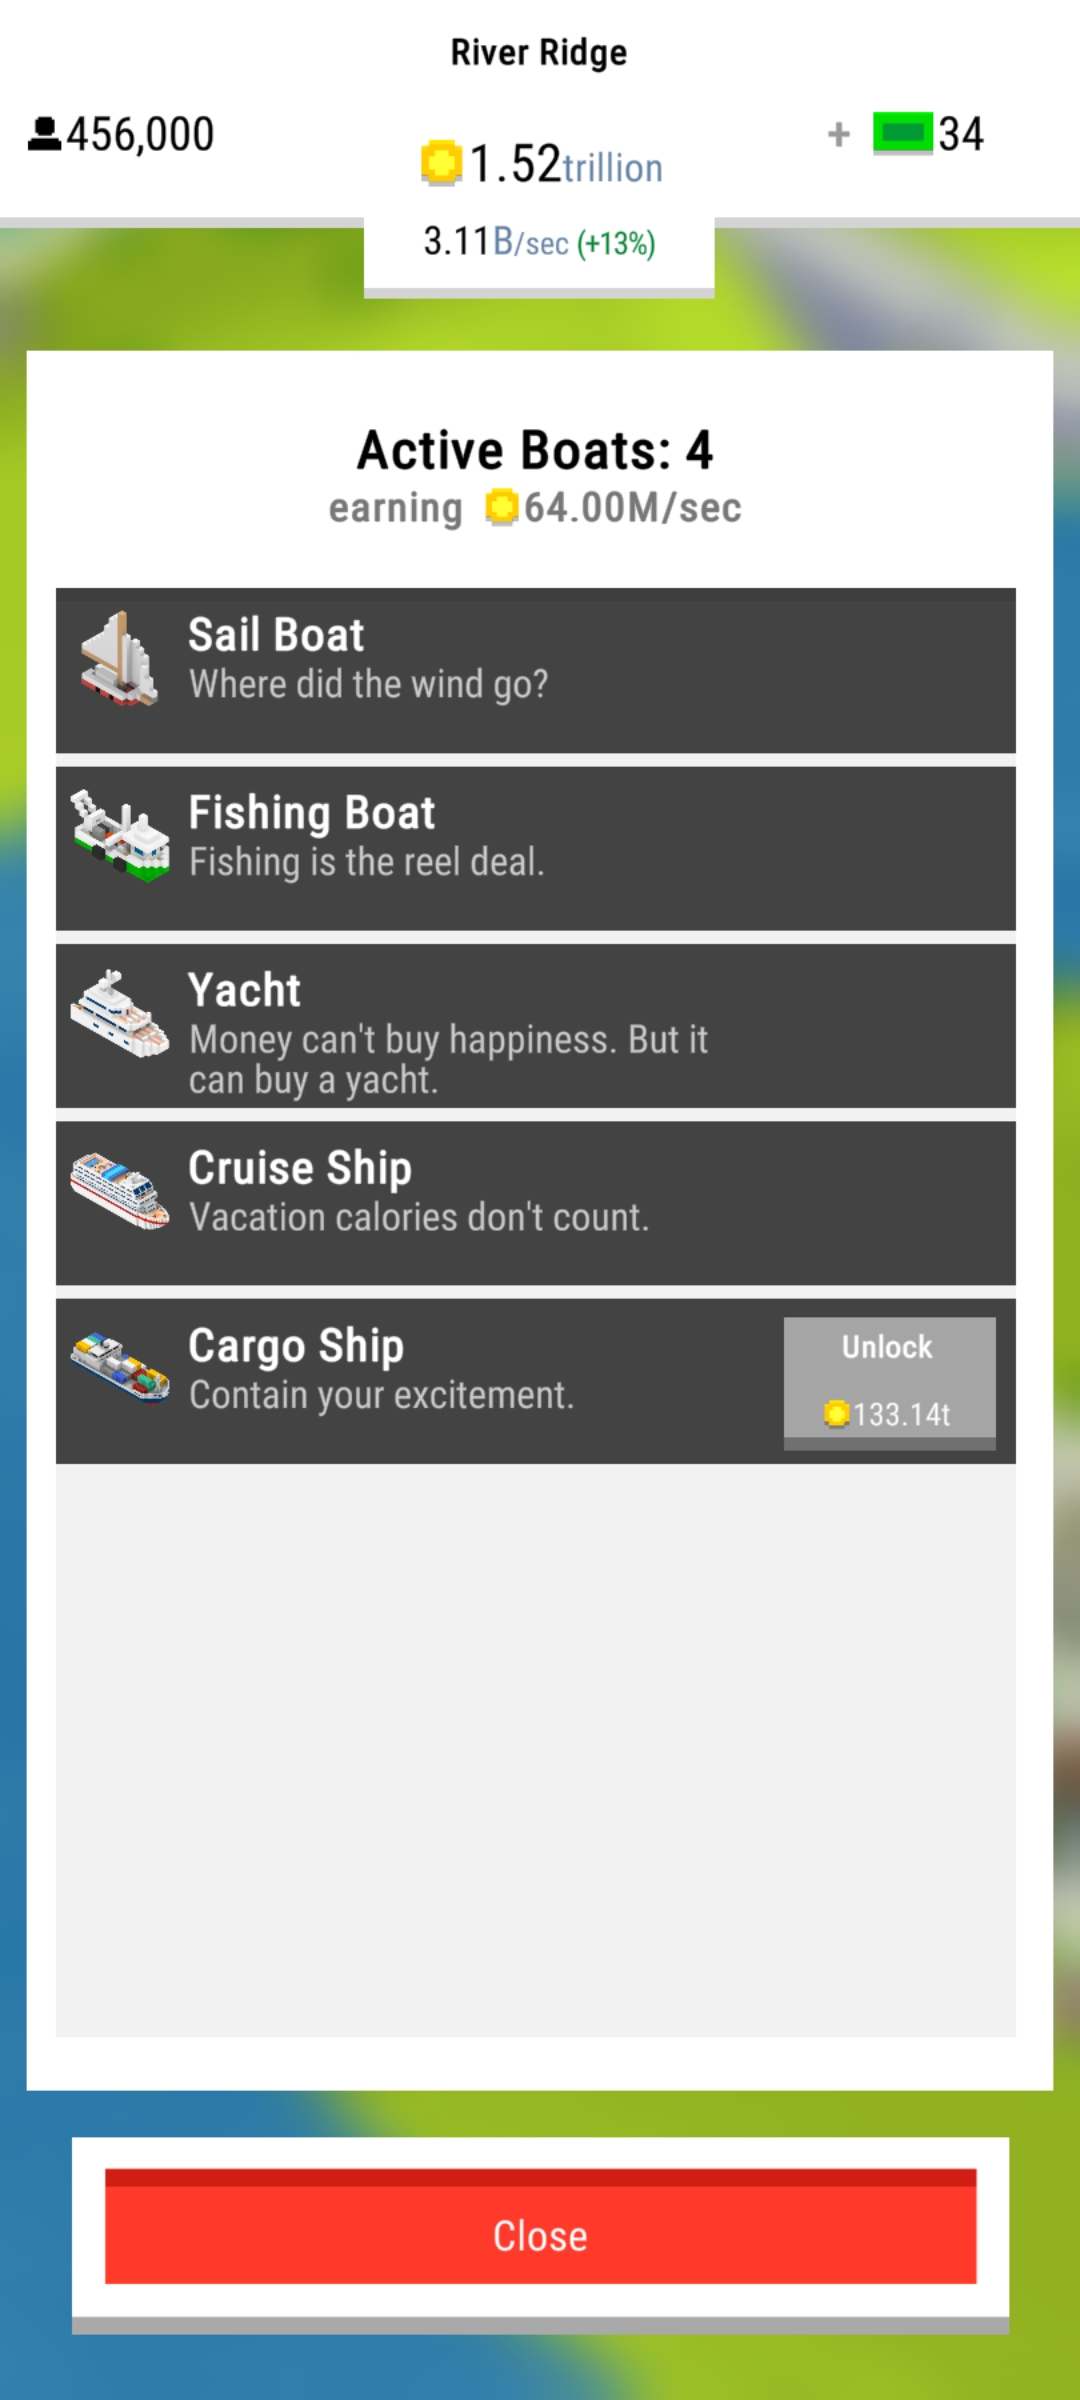 River Ridge
456,000
1.52trillion
+ 34
3.11B/sec (+13%)
Active Boats: 4
earning 64.00M/sec
Sail Boat
Where did the wind go?
Fishing Boat
Fishing is the reel deal.
Yacht
Money can't buy happiness. But it
can buy a yacht.
Cruise Ship
Vacation calories don't count.
Cargo Ship
Contain your excitement.
Unlock
133.14t
Close